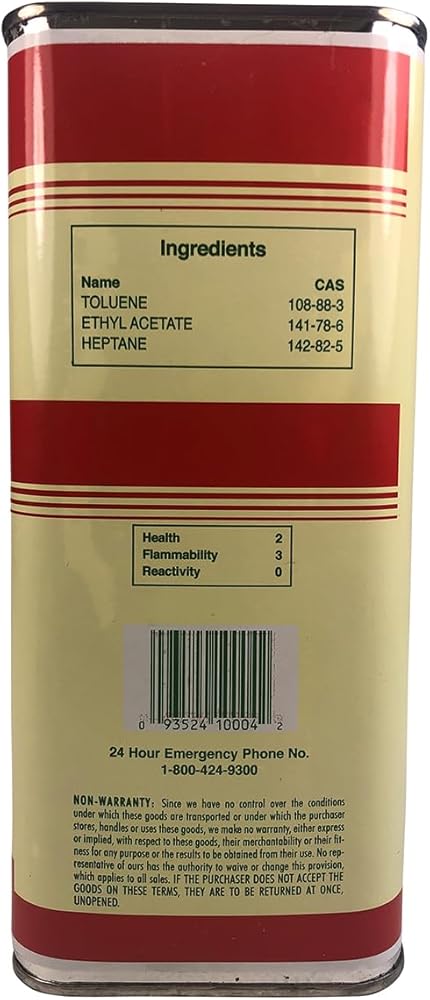 Ingredients
Name CAS
TOLUENE 108-88-3
ETHYL ACETATE 141-78-6
HEPTANE 142-82-5
Health 2
Flammability 3
Reactivity 0
0 93524 10004 2
24 Hour Emergency Phone No.
1-800-424-9300
NON-WARRANTY: Since we have no control over the conditions
under which these goods are transported or under which the purchaser
stores, handles or uses these goods, we make no warranty, either express
or implied, with respect to these goods, their merchantability or their fit-
ness for any purpose or the results to be obtained from their use. No rep-
resentative of ours has the authority to waive or change this provision,
which applies to all sales. IF THE PURCHASER DOES NOT ACCEPT THE
GOODS ON THESE TERMS, THEY ARE TO BE RETURNED AT ONCE,
UNOPENED.